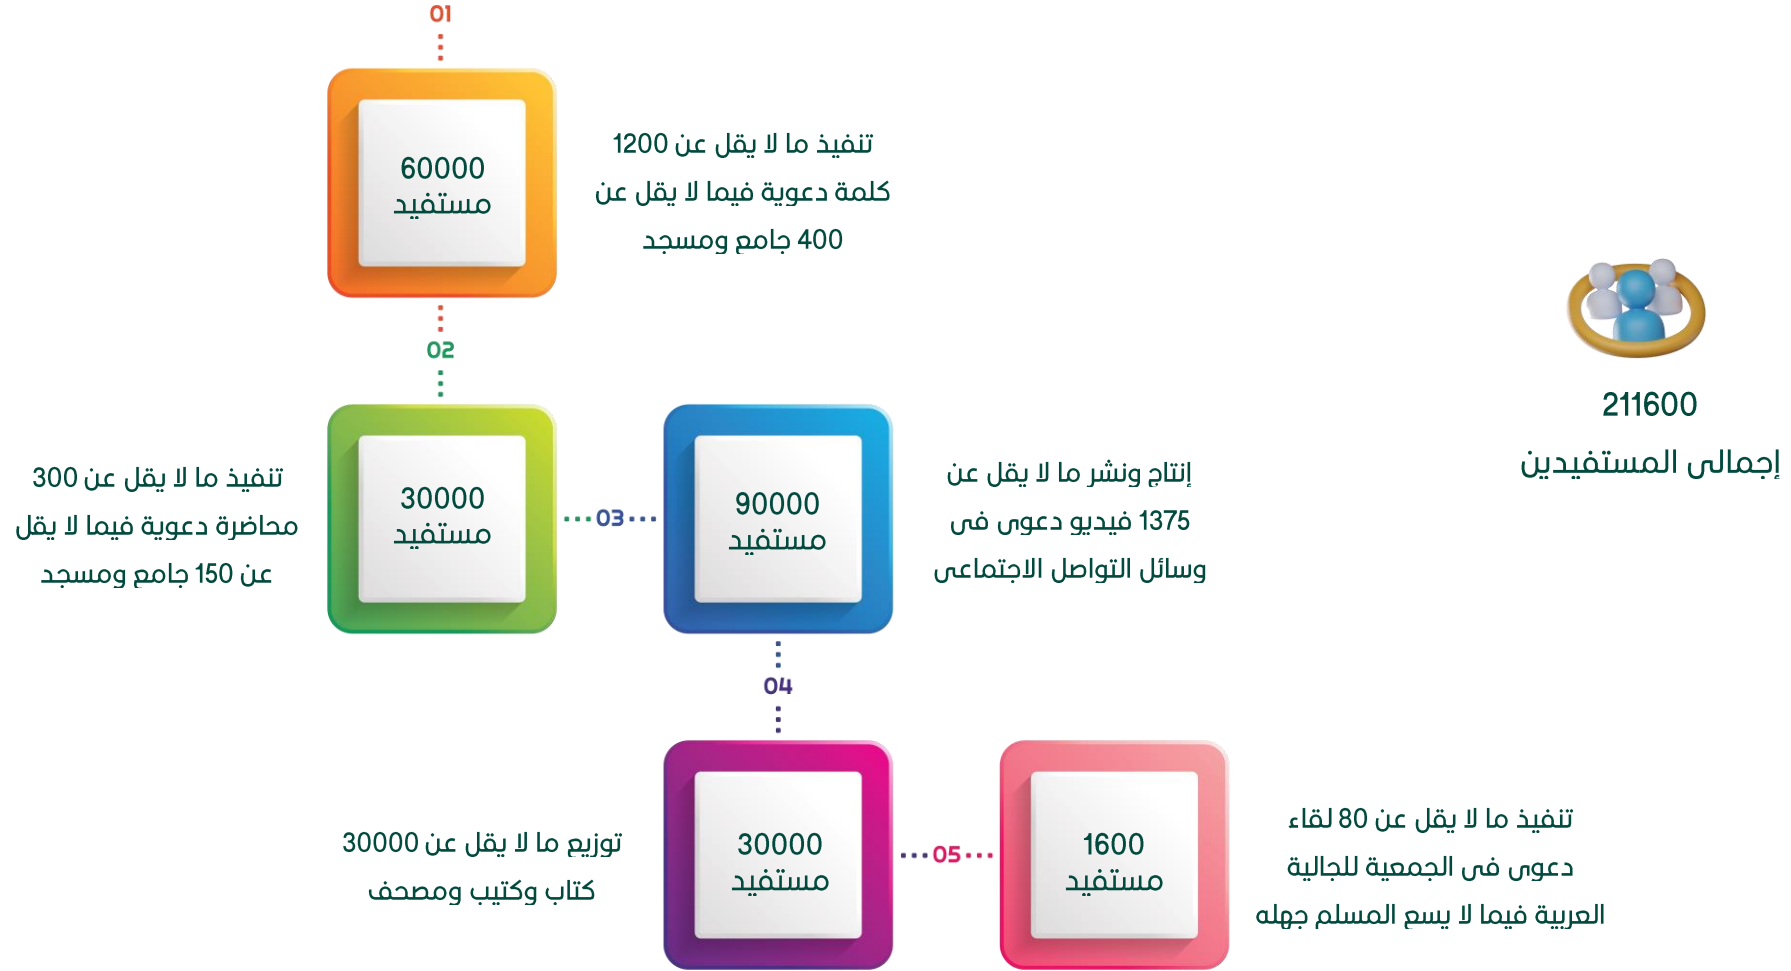 01
60000
مستفيد
تنفيذ ما لا يقل عن 1200
كلمة دعوية فيما لا يقل عن
400 جامع ومسجد
211600
إجمالى المستفيدين
02
30000
مستفيد
تنفيذ ما لا يقل عن 300
محاضرة دعوية فيما لا يقل
عن 150 جامع ومسجد
03
90000
مستفيد
إنتاج ونشر ما لا يقل عن
1375 فيديو دعوى فى
وسائل التواصل الاجتماعى
04
30000
مستفيد
توزيع ما لا يقل عن 30000
كتاب وكتيب ومصحف
05
1600
مستفيد
تنفيذ ما لا يقل عن 80 لقاء
دعوى فى الجمعية للجالية
العربية فيما لا يسع المسلم جهله